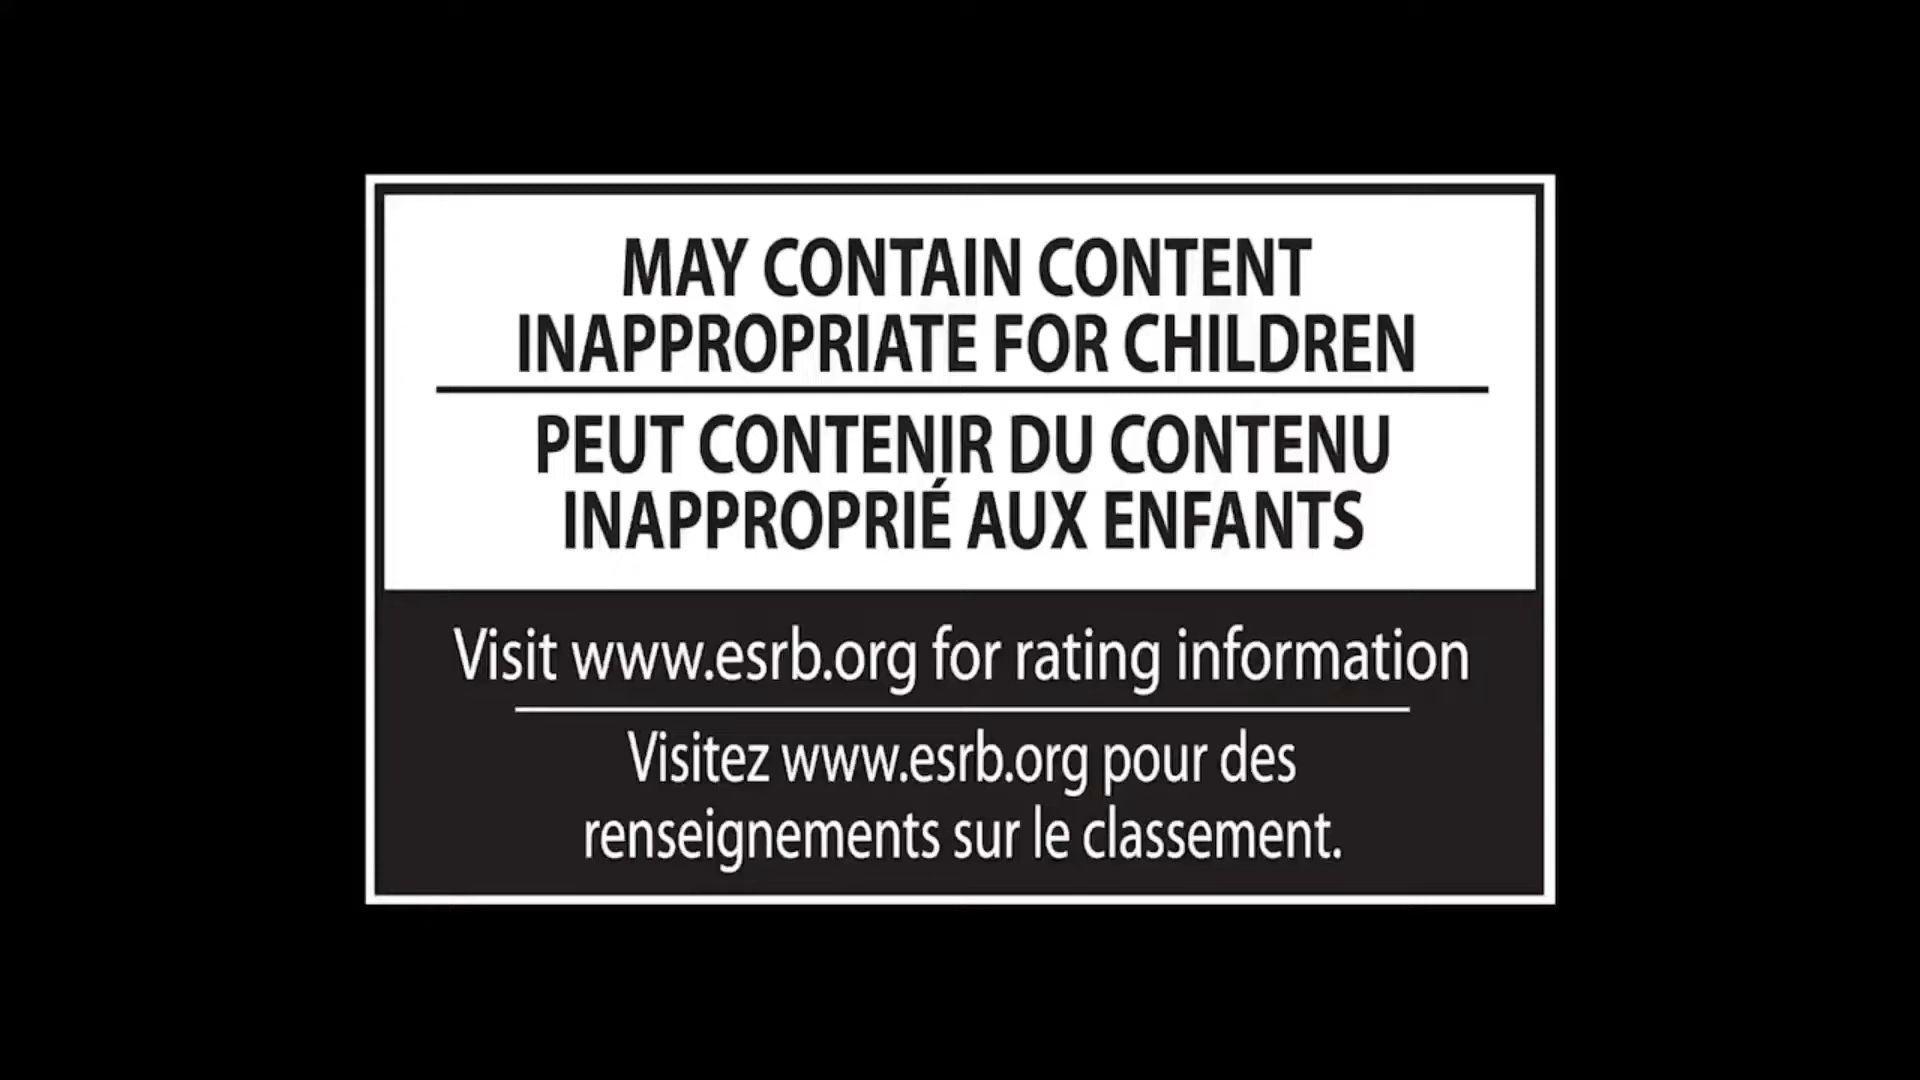 MAY CONTAIN CONTENT
INAPPROPRIATE FOR CHILDREN
PEUT CONTENIR DU CONTENU
INAPPROPRIÉ AUX ENFANTS
Visit www.esrb.org for rating information
Visitez www.esrb.org pour des
renseignements sur le classement.